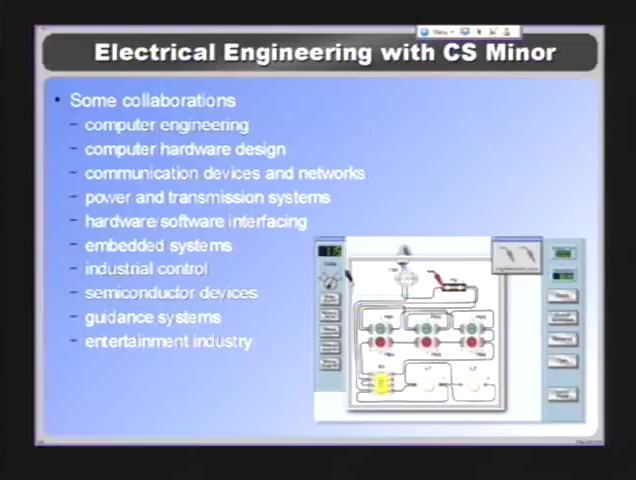 Menu
Electrical Engineering with CS Minor
• Some collaborations
– computer engineering
– computer hardware design
– communication devices and networks
– power and transmission systems
– hardware/software interfacing
– embedded systems
– industrial control
– semiconductor devices
– guidance systems
– entertainment industry